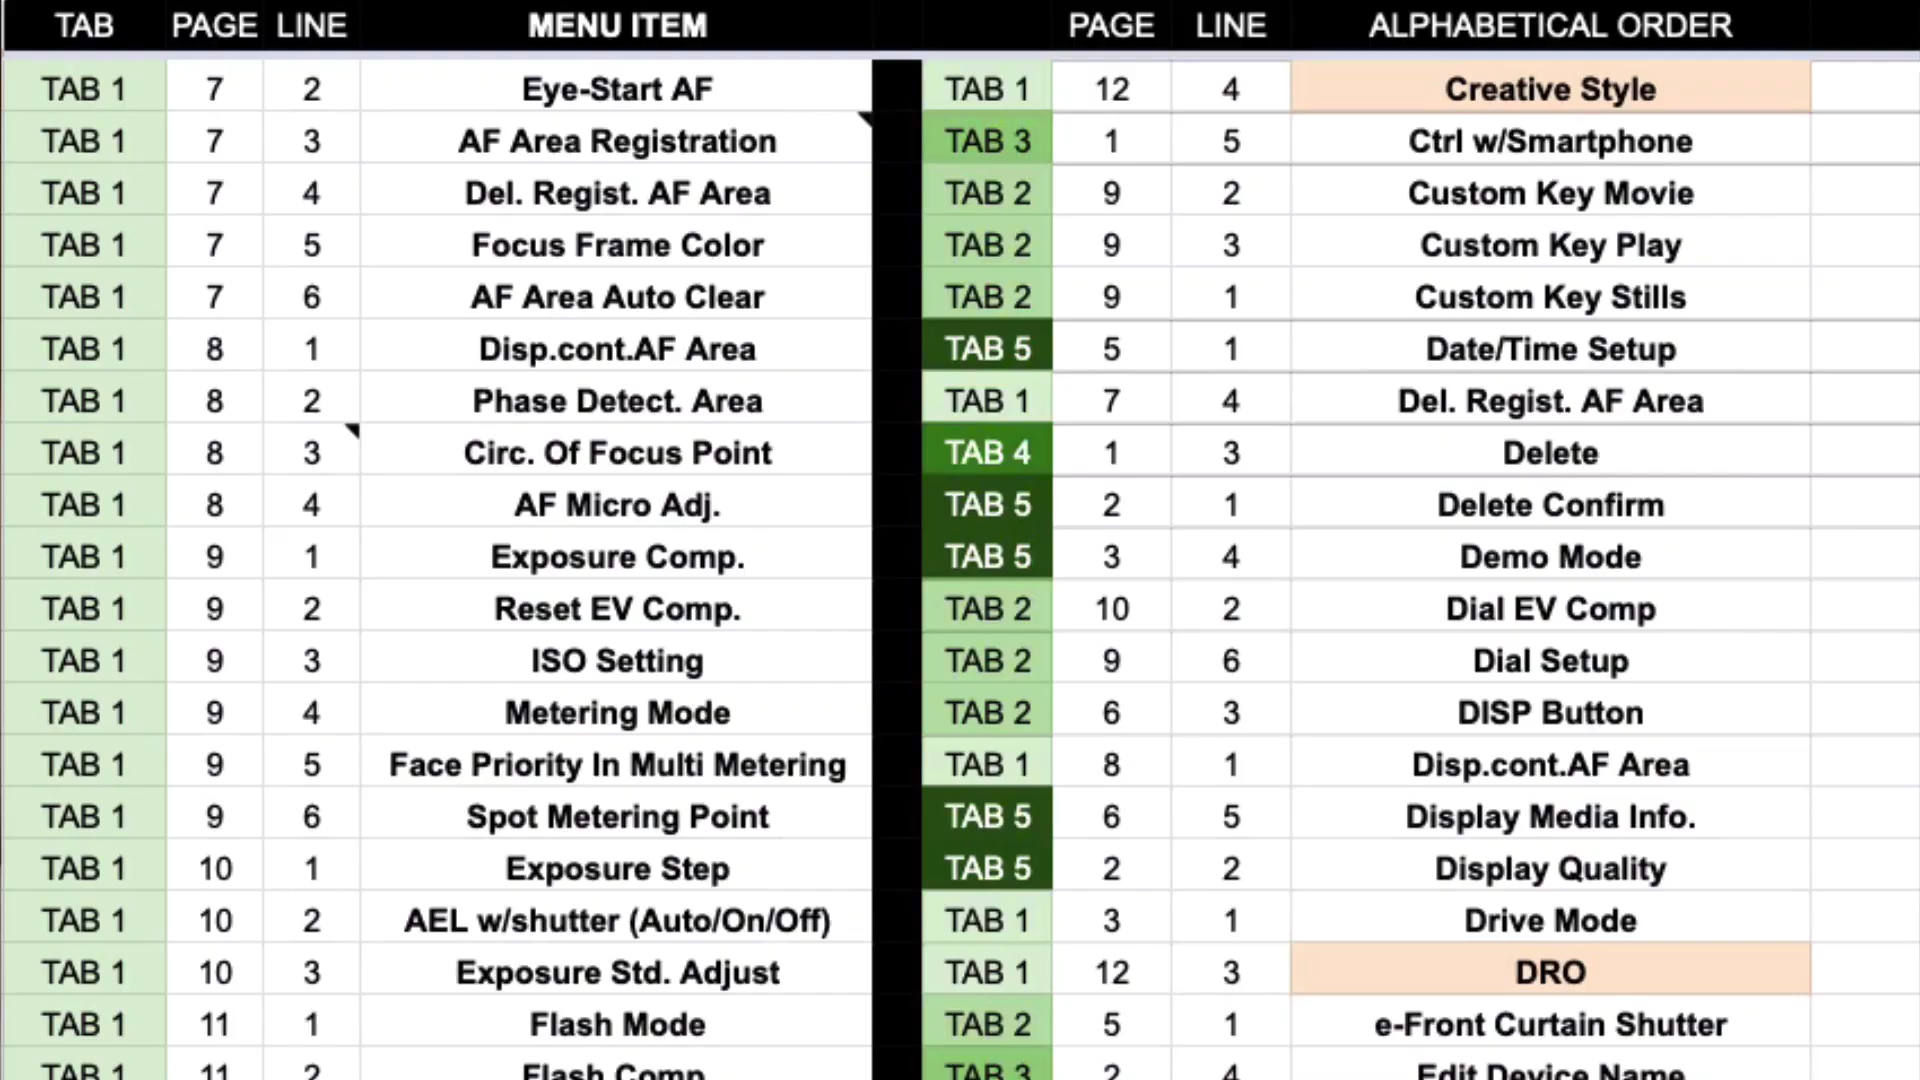 TAB PAGE LINE MENU ITEM PAGE LINE ALPHABETICAL ORDER
TAB 1 7 2 Eye-Start AF TAB 1 12 4 Creative Style
TAB 1 7 3 AF Area Registration TAB 3 1 5 Ctrl w/Smartphone
TAB 1 7 4 Del. Regist. AF Area TAB 2 9 2 Custom Key Movie
TAB 1 7 5 Focus Frame Color TAB 2 9 3 Custom Key Play
TAB 1 7 6 AF Area Auto Clear TAB 2 9 1 Custom Key Stills
TAB 1 8 1 Disp.cont.AF Area TAB 5 5 1 Date/Time Setup
TAB 1 8 2 Phase Detect. Area TAB 1 7 4 Del. Regist. AF Area
TAB 1 8 3 Circ. Of Focus Point TAB 4 1 3 Delete
TAB 1 8 4 AF Micro Adj. TAB 5 2 1 Delete Confirm
TAB 1 9 1 Exposure Comp. TAB 5 3 4 Demo Mode
TAB 1 9 2 Reset EV Comp. TAB 2 10 2 Dial EV Comp
TAB 1 9 3 ISO Setting TAB 2 9 6 Dial Setup
TAB 1 9 4 Metering Mode TAB 2 6 3 DISP Button
TAB 1 9 5 Face Priority In Multi Metering TAB 1 8 1 Disp.cont.AF Area
TAB 1 9 6 Spot Metering Point TAB 5 6 5 Display Media Info.
TAB 1 10 1 Exposure Step TAB 5 2 2 Display Quality
TAB 1 10 2 AEL w/shutter (Auto/On/Off) TAB 1 3 1 Drive Mode
TAB 1 10 3 Exposure Std. Adjust TAB 1 12 3 DRO
TAB 1 11 1 Flash Mode TAB 2 5 1 e-Front Curtain Shutter
TAB 1 11 2 Flash Comp TAB 3 2 4 Edit Device Name